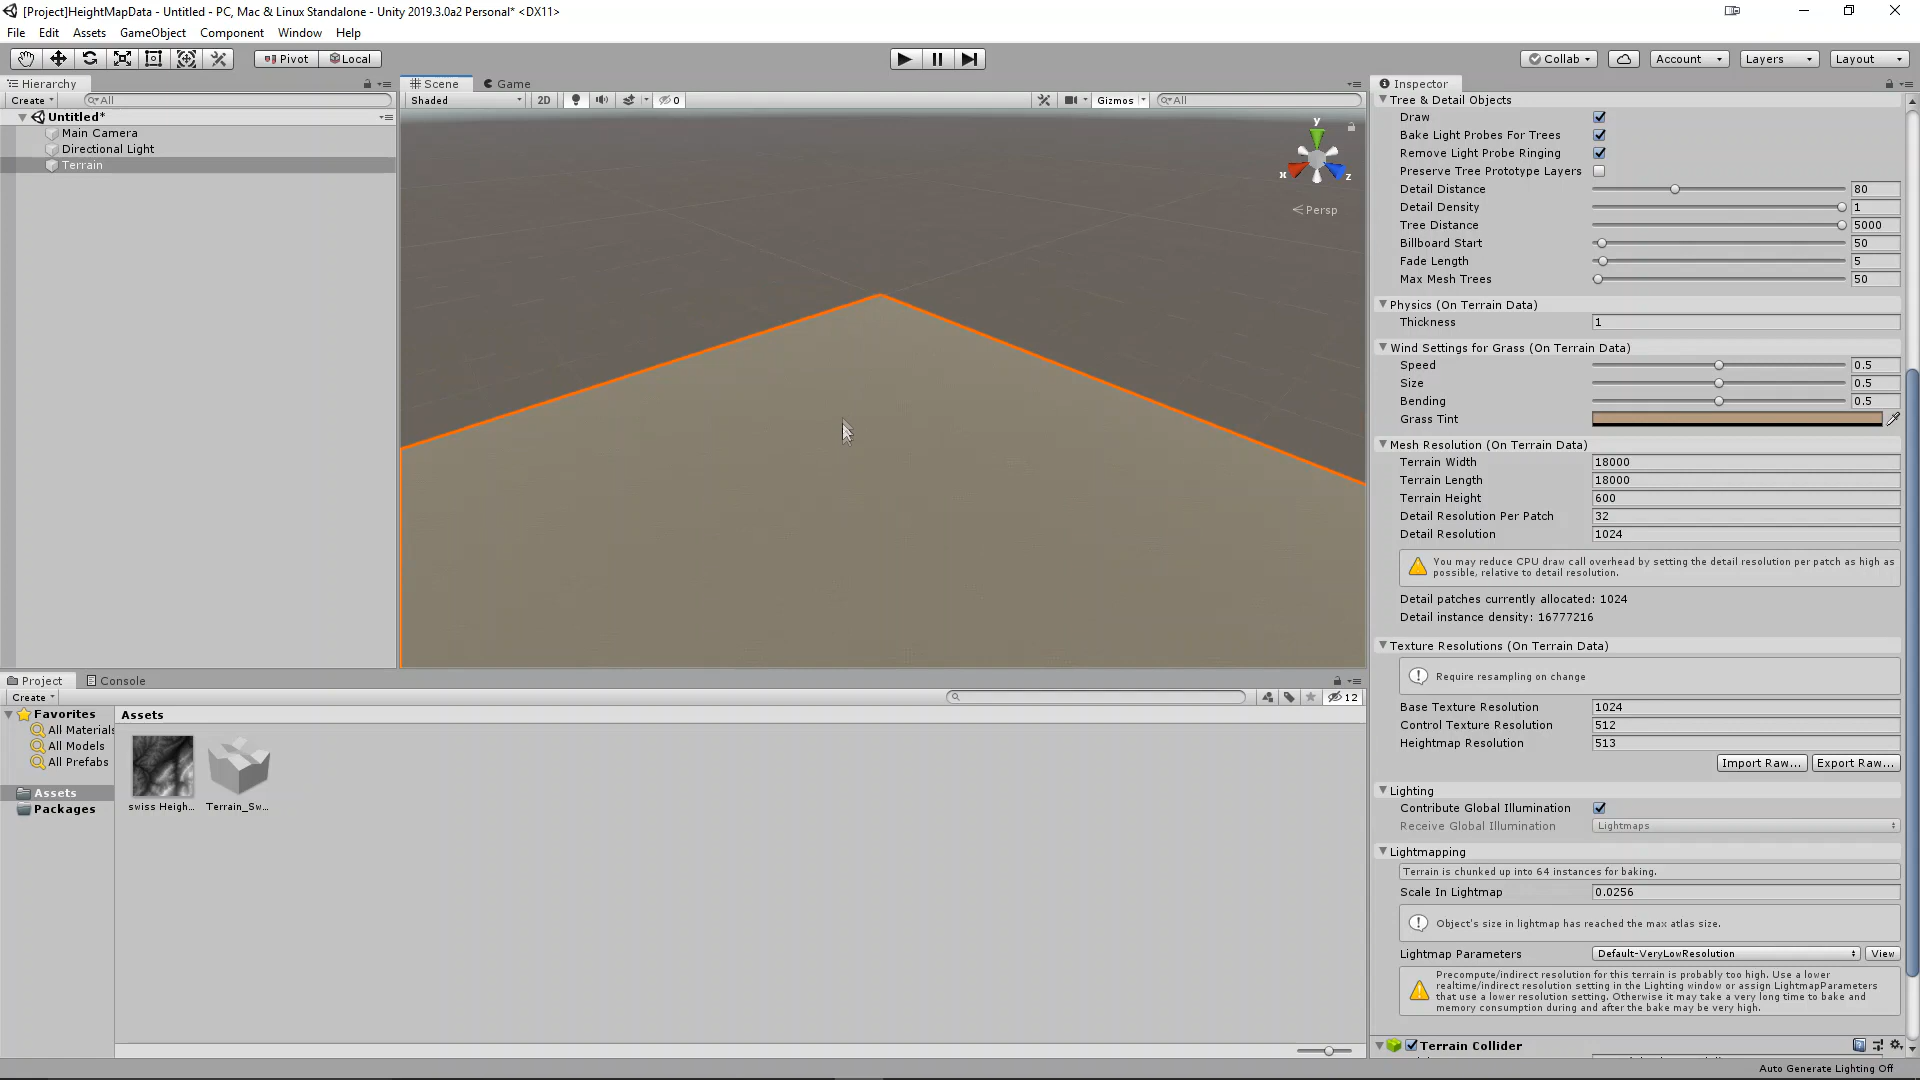 [Project]HeightMapData - Untitled - PC, Mac & Linux Standalone - Unity 2019.3.0a2 Personal* <DX11>
File Edit Assets GameObject Component Window Help
Pivot Local Collab Account Layers Layout
Hierarchy
Create All
Untitled*
Main Camera
Directional Light
Terrain
Scene Game
Shaded 2D 0 Gizmos All
y
x z
Persp
Project Console
Create 12
Favorites
All Materials
All Models
All Prefabs
Assets
Packages
Assets
swiss Heigh... Terrain_Sw...
Inspector
Tree & Detail Objects
Draw
Bake Light Probes For Trees
Remove Light Probe Ringing
Preserve Tree Prototype Layers
Detail Distance 80
Detail Density 1
Tree Distance 5000
Billboard Start 50
Fade Length 5
Max Mesh Trees 50
Physics (On Terrain Data)
Thickness 1
Wind Settings for Grass (On Terrain Data)
Speed 0.5
Size 0.5
Bending 0.5
Grass Tint
Mesh Resolution (On Terrain Data)
Terrain Width 18000
Terrain Length 18000
Terrain Height 600
Detail Resolution Per Patch 32
Detail Resolution 1024
You may reduce CPU draw call overhead by setting the detail resolution per patch as high as
possible, relative to detail resolution.
Detail patches currently allocated: 1024
Detail instance density: 16777216
Texture Resolutions (On Terrain Data)
Require resampling on change
Base Texture Resolution 1024
Control Texture Resolution 512
Heightmap Resolution 513
Import Raw... Export Raw...
Lighting
Contribute Global Illumination
Receive Global Illumination Lightmaps
Lightmapping
Terrain is chunked up into 64 instances for baking.
Scale In Lightmap 0.0256
Object's size in lightmap has reached the max atlas size.
Lightmap Parameters Default-VeryLowResolution View
Precompute/indirect resolution for this terrain is probably too high. Use a lower
realtime/indirect resolution setting in the Lighting window or assign LightmapParameters
that use a lower resolution setting. Otherwise it may take a very long time to bake and
memory consumption during and after the bake may be very high.
Terrain Collider
Auto Generate Lighting Off